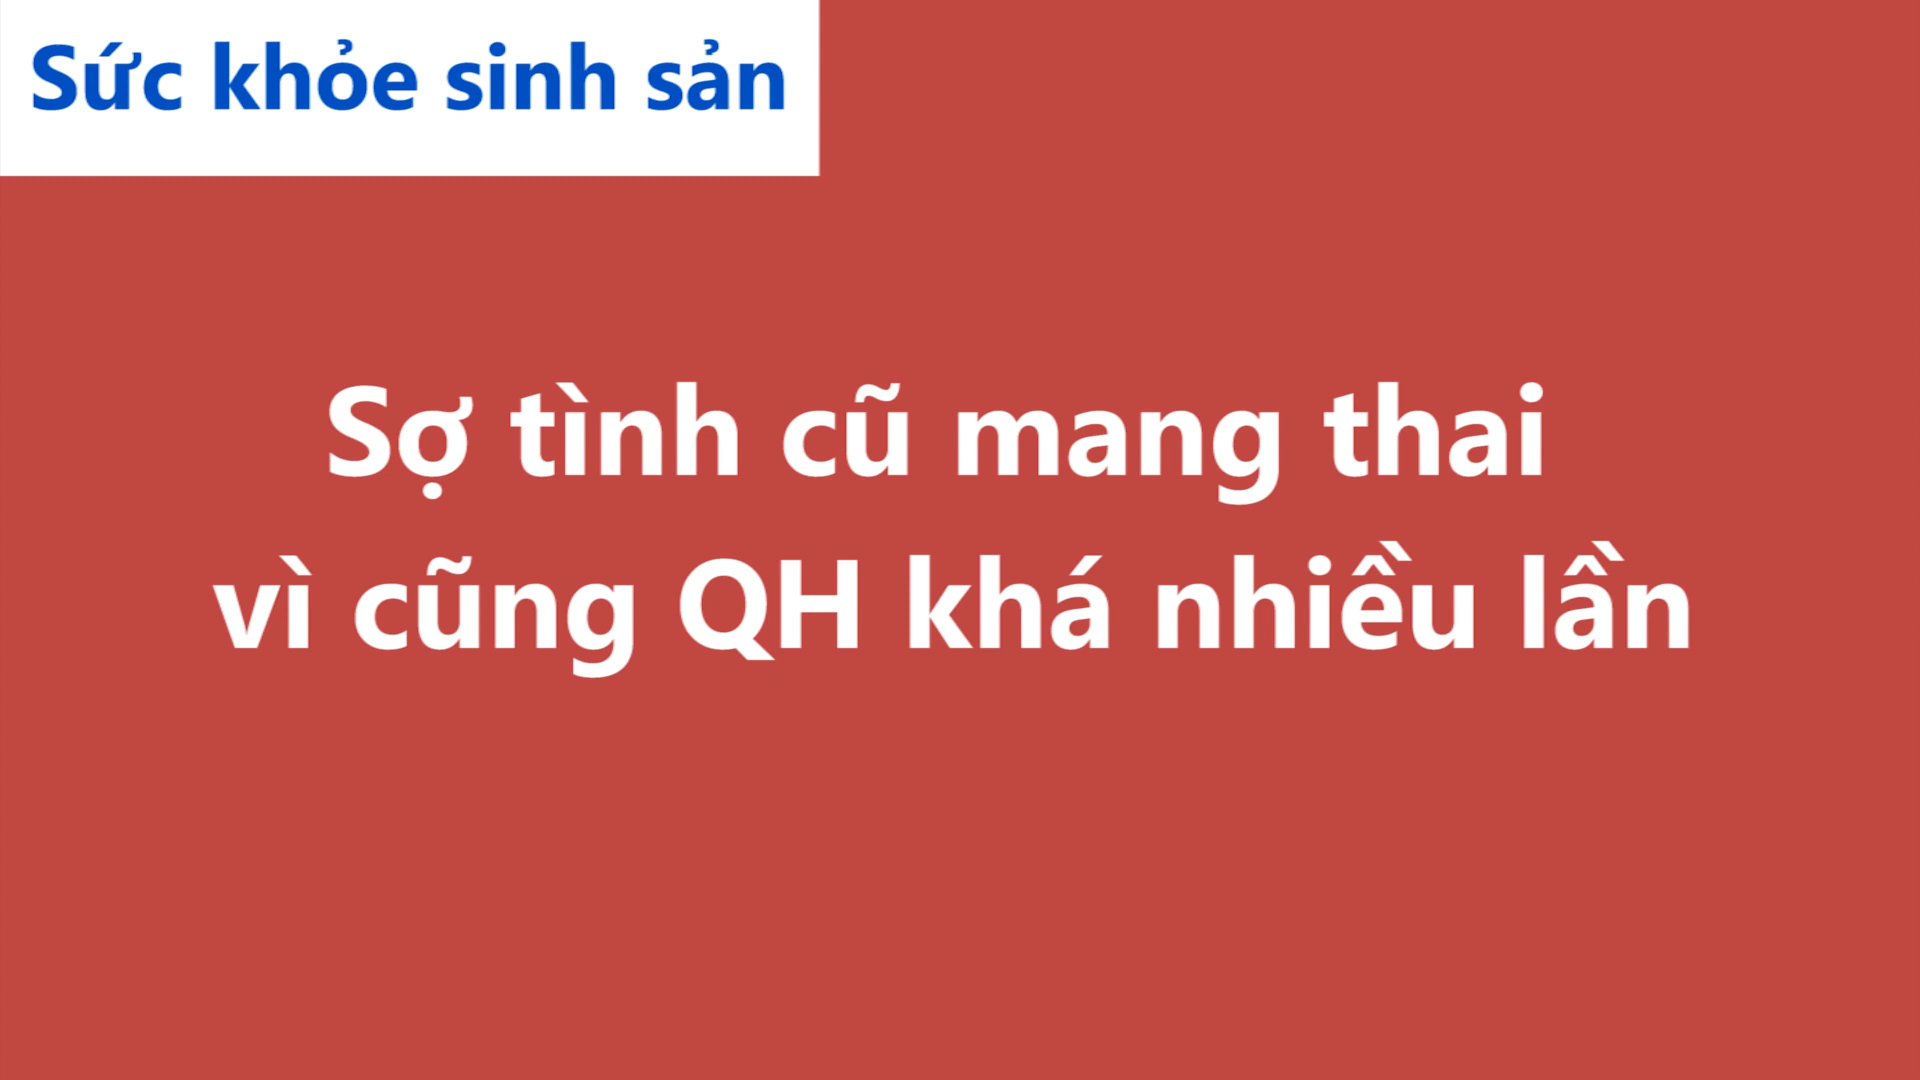 Sức khỏe sinh sản
Sợ tình cũ mang thai
vì cũng QH khá nhiều lần